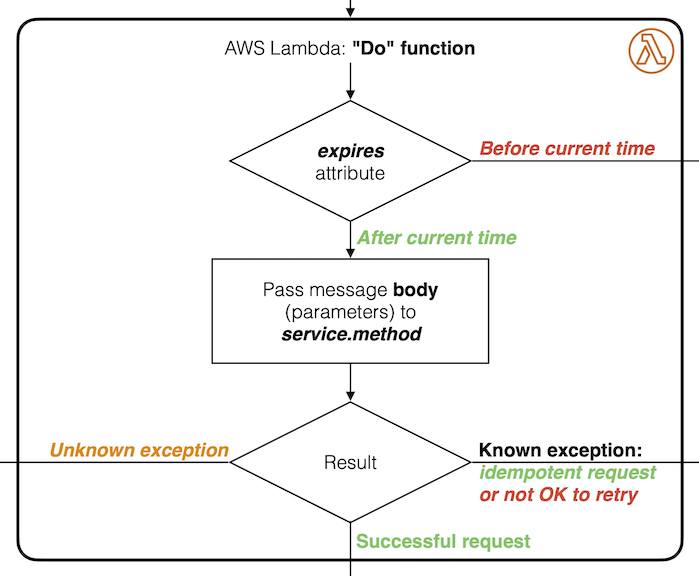 AWS Lambda: "Do" function
expires
attribute
Before current time
After current time
Pass message body
(parameters) to
service.method
Unknown exception
Result
Known exception:
idempotent request
or not OK to retry
Successful request